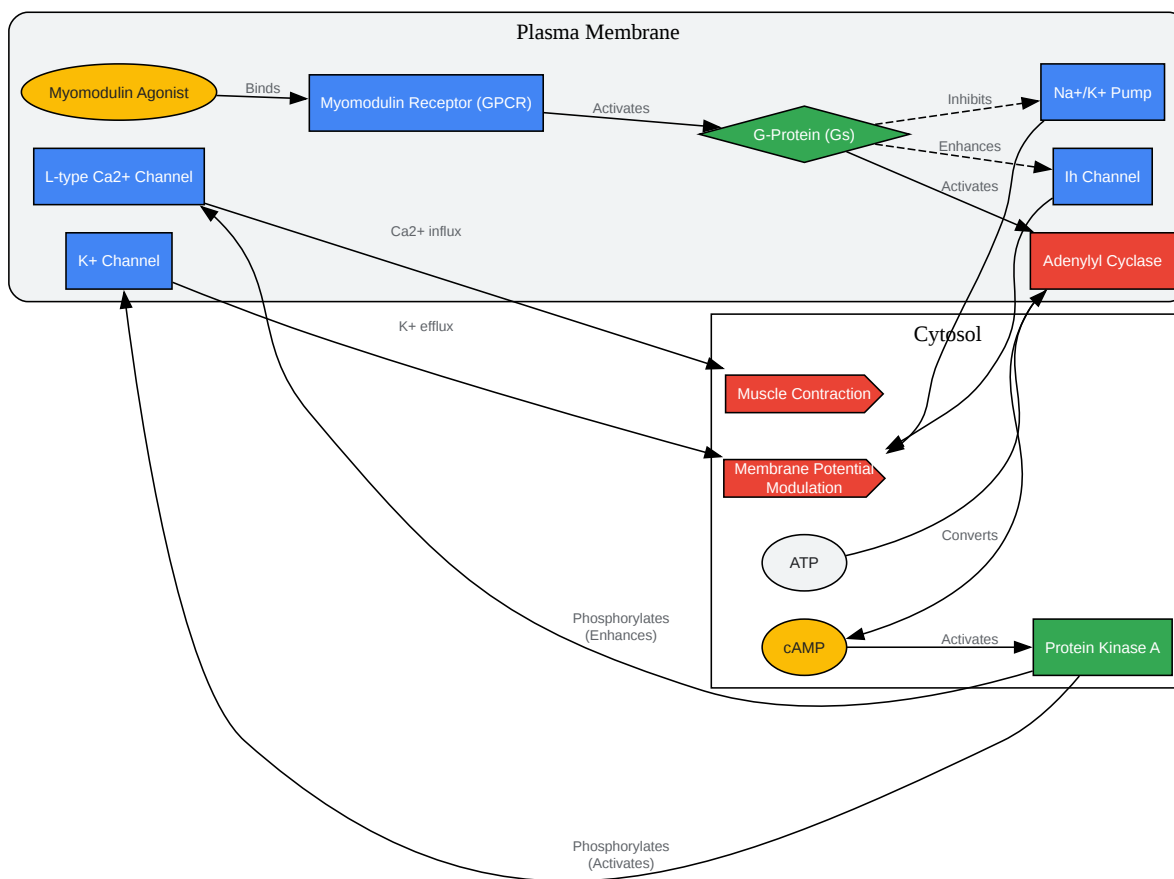 Plasma Membrane
Myomodulin Agonist
Binds
Myomodulin Receptor (GPCR)
Activates
G-Protein (Gs)
Inhibits
Na+/K+ Pump
Enhances
Ih Channel
Activates
Adenylyl Cyclase
L-type Ca2+ Channel
Ca2+ influx
K+ Channel
K+ efflux
Cytosol
Muscle Contraction
Membrane Potential
Modulation
ATP
Converts
cAMP
Activates
Protein Kinase A
Phosphorylates
(Enhances)
Phosphorylates
(Activates)